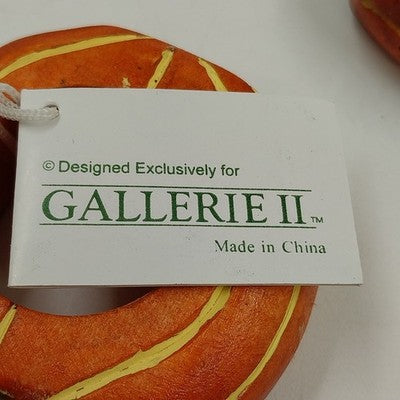 © Designed Exclusively for
GALLERIE II™
Made in China